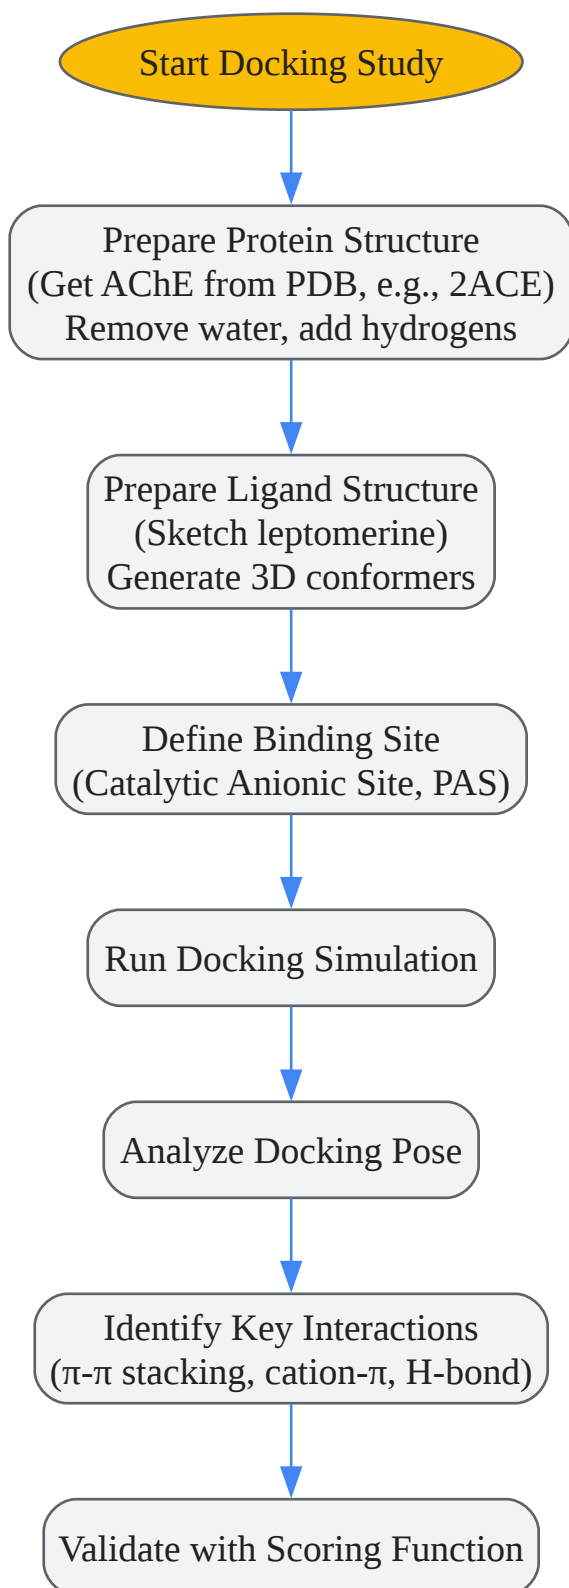 Start Docking Study
Prepare Protein Structure
(Get AChE from PDB, e.g., 2ACE)
Remove water, add hydrogens
Prepare Ligand Structure
(Sketch leptomerine)
Generate 3D conformers
Define Binding Site
(Catalytic Anionic Site, PAS)
Run Docking Simulation
Analyze Docking Pose
Identify Key Interactions
(π-π stacking, cation-π, H-bond)
Validate with Scoring Function